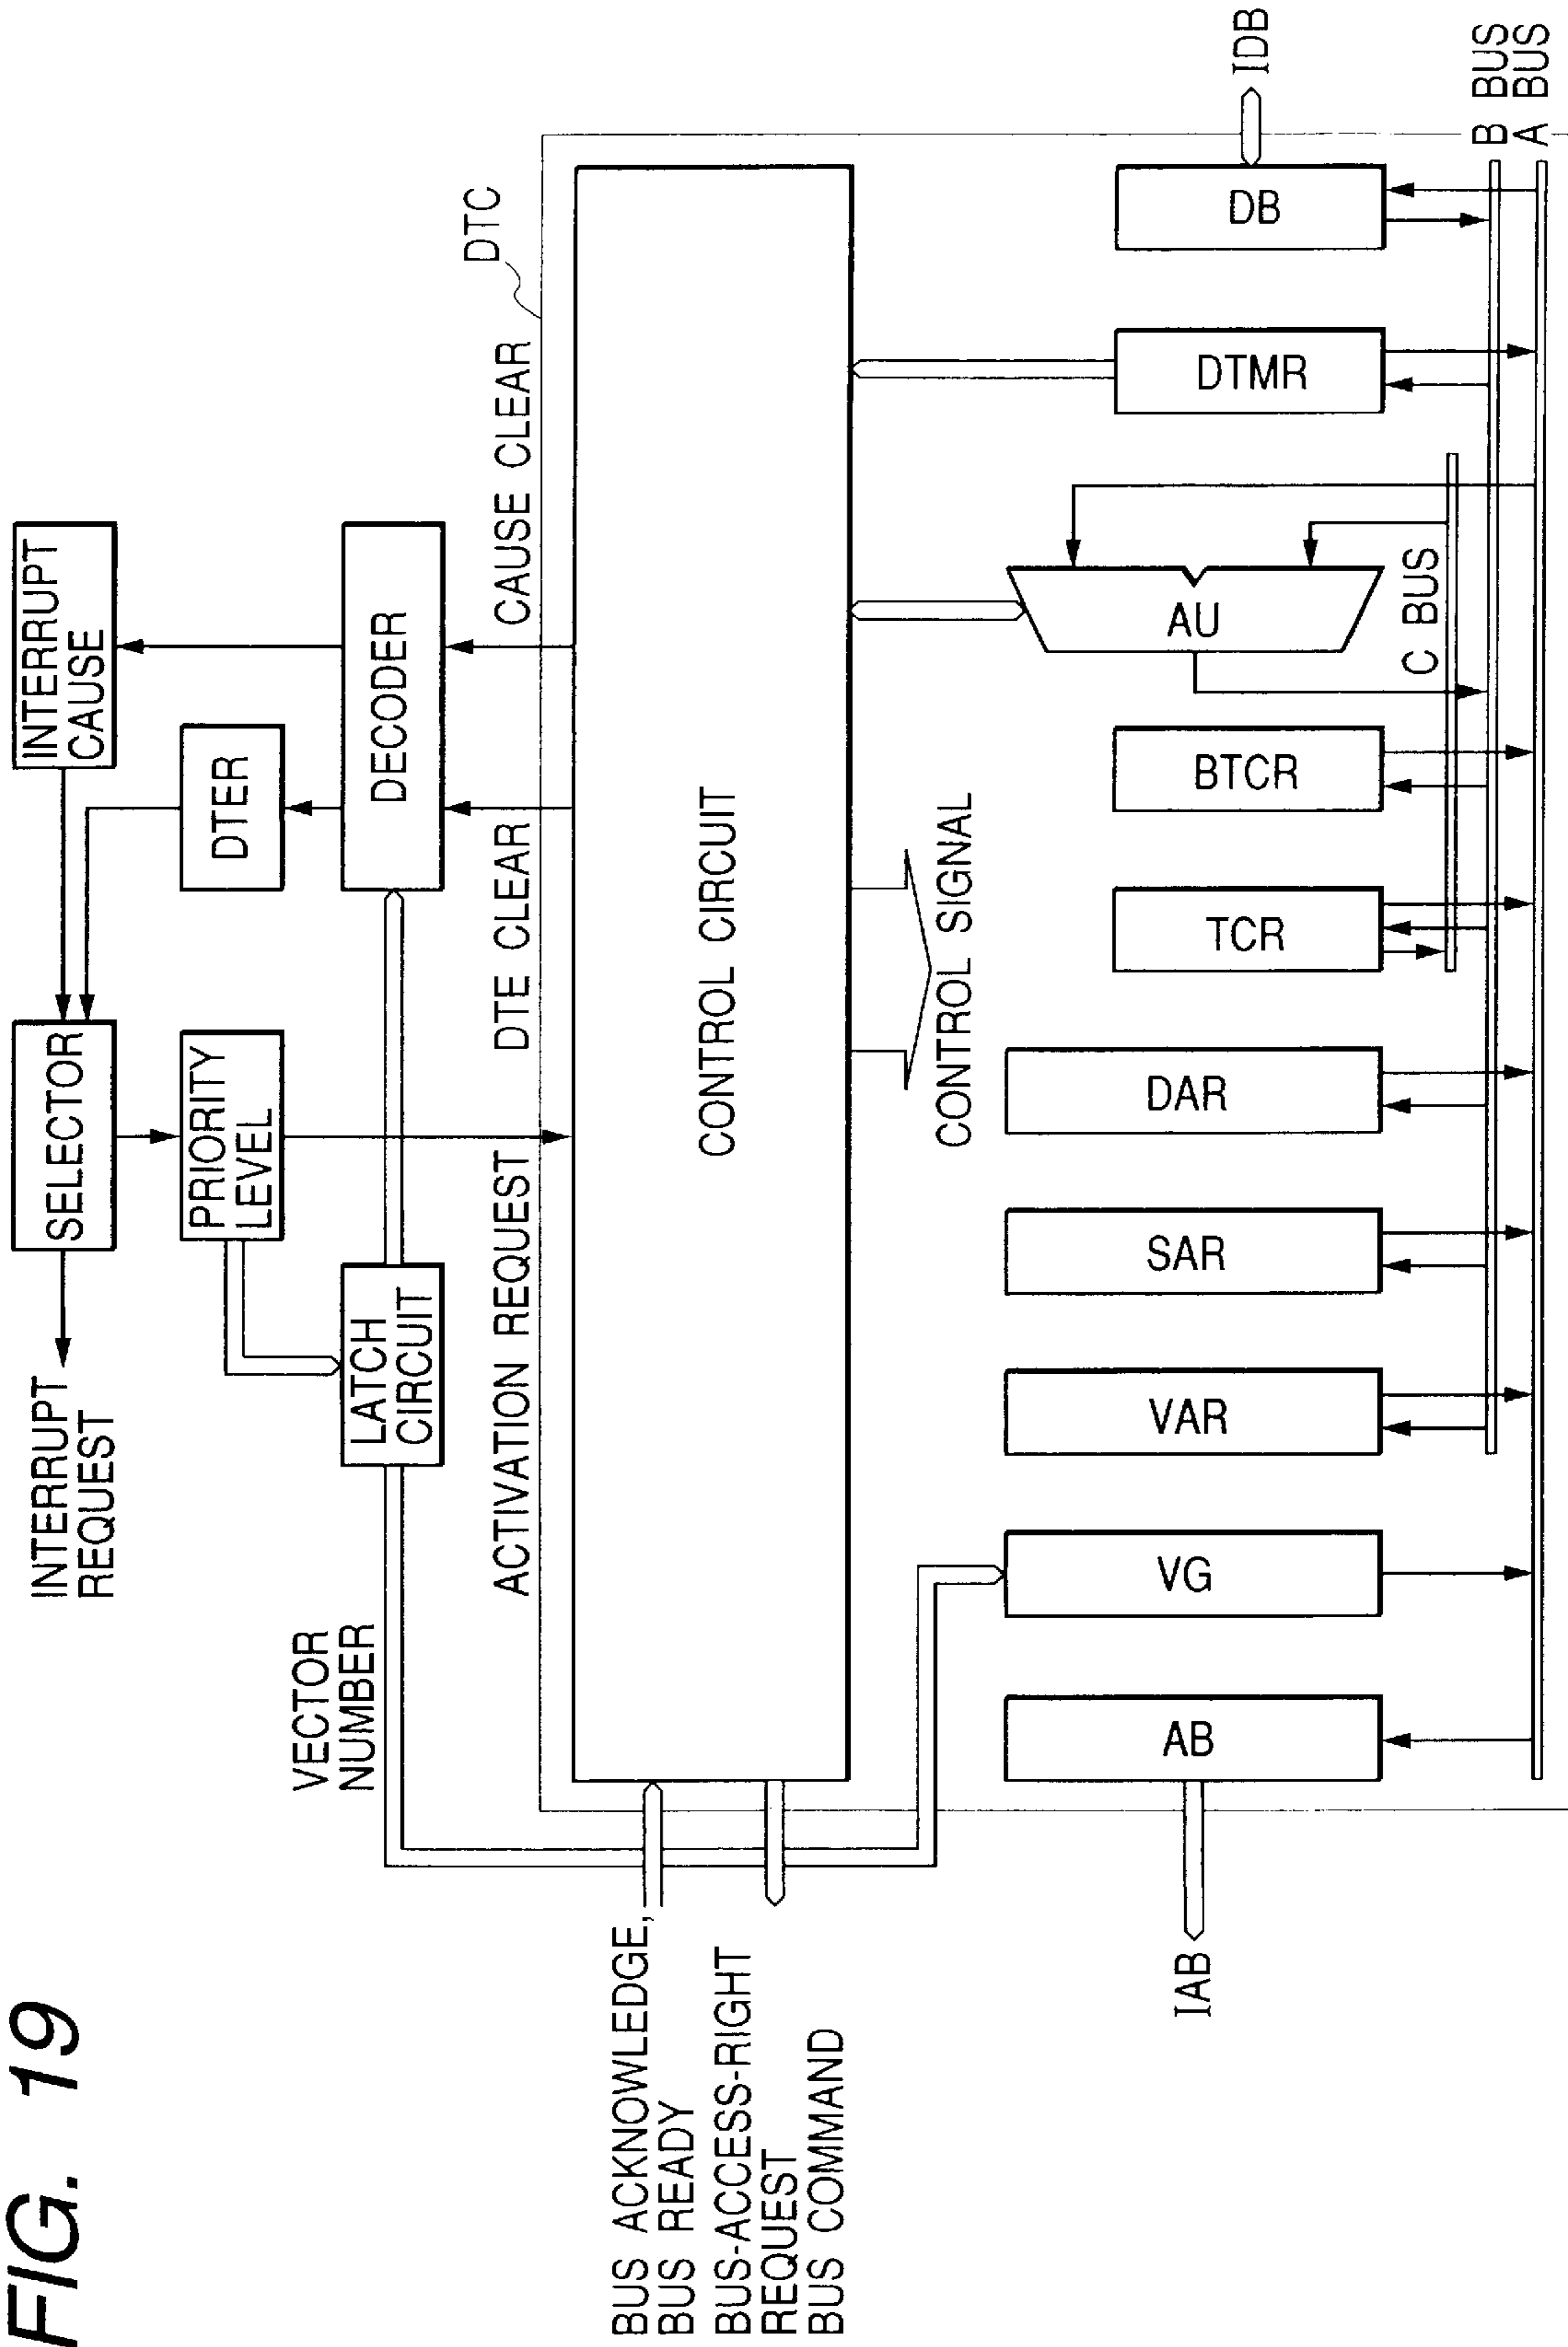 FIG. 19
INTERRUPT
REQUEST
SELECTOR
INTERRUPT
CAUSE
PRIORITY
LEVEL
DTER
VECTOR
NUMBER
LATCH
CIRCUIT
DECODER
ACTIVATION REQUEST
DTE CLEAR
CAUSE CLEAR
DTC
BUS ACKNOWLEDGE,
BUS READY
BUS-ACCESS-RIGHT
REQUEST
BUS COMMAND
CONTROL CIRCUIT
CONTROL SIGNAL
IAB
AB
VG
VAR
SAR
DAR
TCR
BTCR
AU
DTMR
DB
IDB
C BUS
B BUS
A BUS